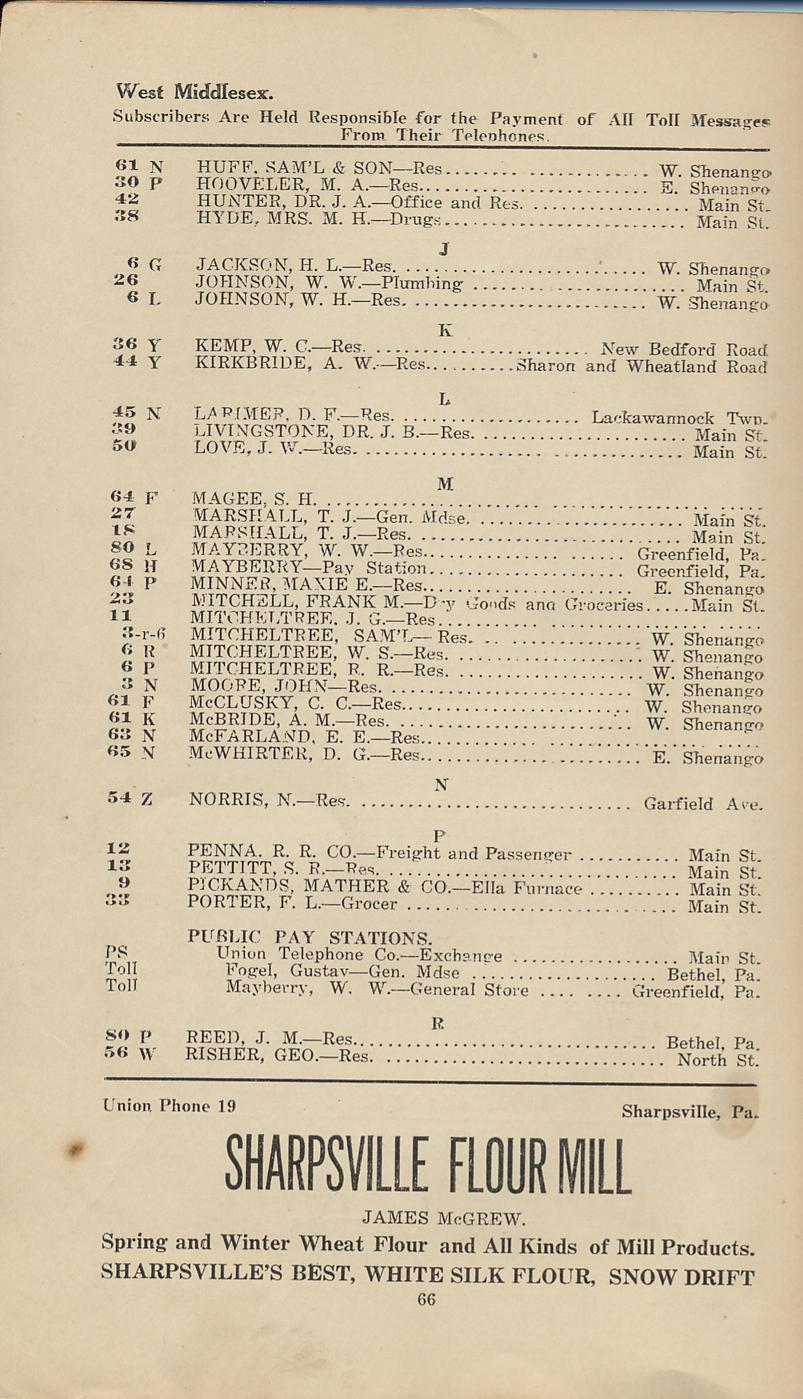 West Middlesex.
Subscribers Are Held Responsible for the Payment of All Toll Messages
From Their Telephones.
61 N HUFF, SAM'L & SON—Res. W. Shenango
30 P HOOVELER, M. A.—Res. E. Shenango
42 HUNTER, DR. J. A.—Office and Res. Main St.
38 HYDE, MRS. M. H.—Drugs Main St.
J
6 G JACKSON, H. L.—Res. W. Shenango
26 JOHNSON, W. W.—Plumbing Main St.
6 L JOHNSON, W. H.—Res. W. Shenango
K
36 Y KEMP, W. C.—Res. New Bedford Road
44 Y KIRKBRIDE, A. W.—Res. Sharon and Wheatland Road
L
45 N LARIMER, D. F.—Res. Lackawannock Twp.
39 LIVINGSTONE, DR. J. B.—Res. Main St.
50 LOVE, J. W.—Res. Main St.
M
64 F MAGEE, S. H.
27 MARSHALL, T. J.—Gen. Mdse. Main St.
18 MARSHALL, T. J.—Res. Main St.
80 L MAYBERRY, W. W.—Res. Greenfield, Pa.
68 H MAYBERRY—Pay Station Greenfield, Pa.
64 P MINNER, MAXIE E.—Res. E. Shenango
23 MITCHELL, FRANK M.—Dry Goods and Groceries Main St.
11 MITCHELTREE, J. G.—Res.
3-r-6 MITCHELTREE, SAM'L—Res. W. Shenango
6 R MITCHELTREE, W. S.—Res. W. Shenango
6 P MITCHELTREE, R. R.—Res. W. Shenango
3 N MOORE, JOHN—Res. W. Shenango
61 F McCLUSKY, C. C.—Res. W. Shenango
61 K McBRIDE, A. M.—Res. W. Shenango
63 N McFARLAND, E. E.—Res.
65 N McWHIRTER, D. G.—Res. E. Shenango
N
54 Z NORRIS, N.—Res. Garfield Ave.
P
12 PENNA. R. R. CO.—Freight and Passenger Main St.
13 PETTITT, S. R.—Res. Main St.
9 PICKANDS, MATHER & CO.—Ella Furnace Main St.
33 PORTER, F. L.—Grocer Main St.
PUBLIC PAY STATIONS.
PS Union Telephone Co.—Exchange Main St.
Toll Fogel, Gustav—Gen. Mdse Bethel, Pa.
Toll Mayberry, W. W.—General Store Greenfield, Pa.
R
80 P REED, J. M.—Res. Bethel, Pa.
56 W RISHER, GEO.—Res. North St.
Union Phone 19 Sharpsville, Pa.
SHARPSVILLE FLOUR MILL
JAMES McGREW.
Spring and Winter Wheat Flour and All Kinds of Mill Products.
SHARPSVILLE'S BEST, WHITE SILK FLOUR, SNOW DRIFT
66